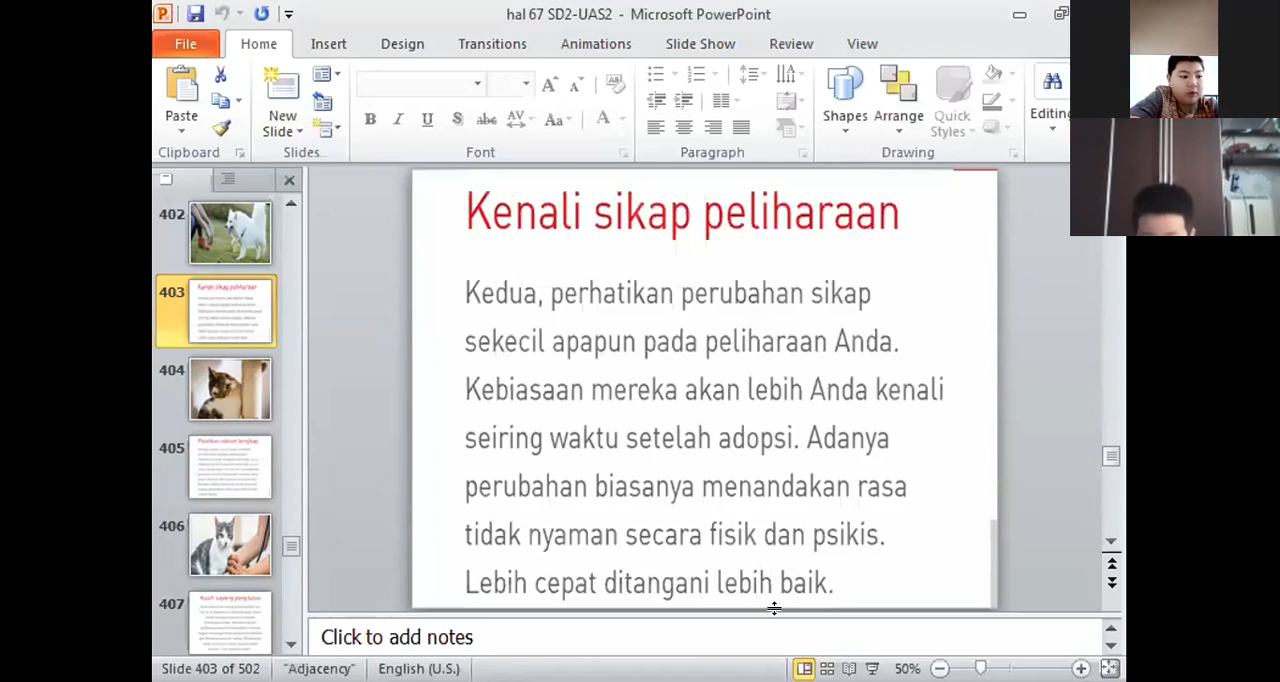 hal 67 SD2-UAS2 - Microsoft PowerPoint
File Home Insert Design Transitions Animations Slide Show Review View
Paste
New Slide
Shapes Arrange Quick Styles
Editing
Clipboard Slides Font Paragraph Drawing
402
403
404
405
406
407
Kenali sikap peliharaan
Kedua, perhatikan perubahan sikap
sekecil apapun pada peliharaan Anda.
Kebiasaan mereka akan lebih Anda kenali
seiring waktu setelah adopsi. Adanya
perubahan biasanya menandakan rasa
tidak nyaman secara fisik dan psikis.
Lebih cepat ditangani lebih baik.
Click to add notes
Slide 403 of 502 "Adjacency" English (U.S.) 50%